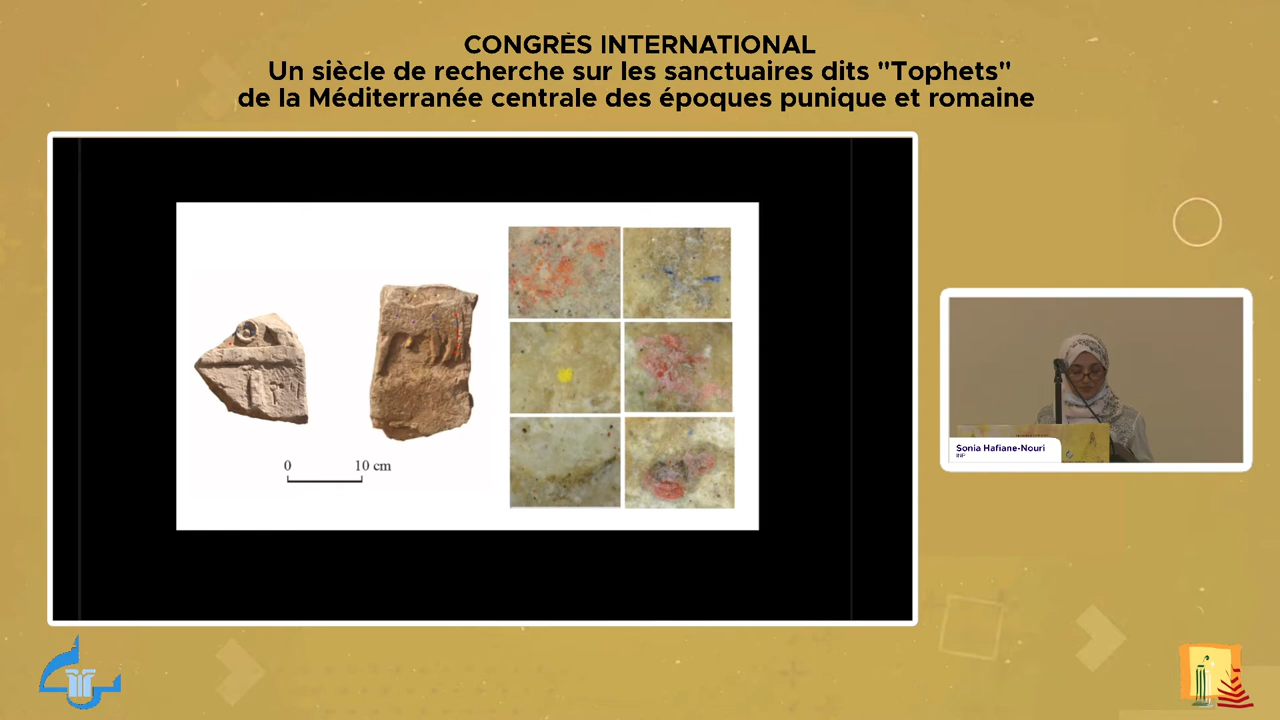 CONGRÈS INTERNATIONAL
Un siècle de recherche sur les sanctuaires dits "Tophets"
de la Méditerranée centrale des époques punique et romaine
0 10 cm
Sonia Hafiane-Nouri
INP